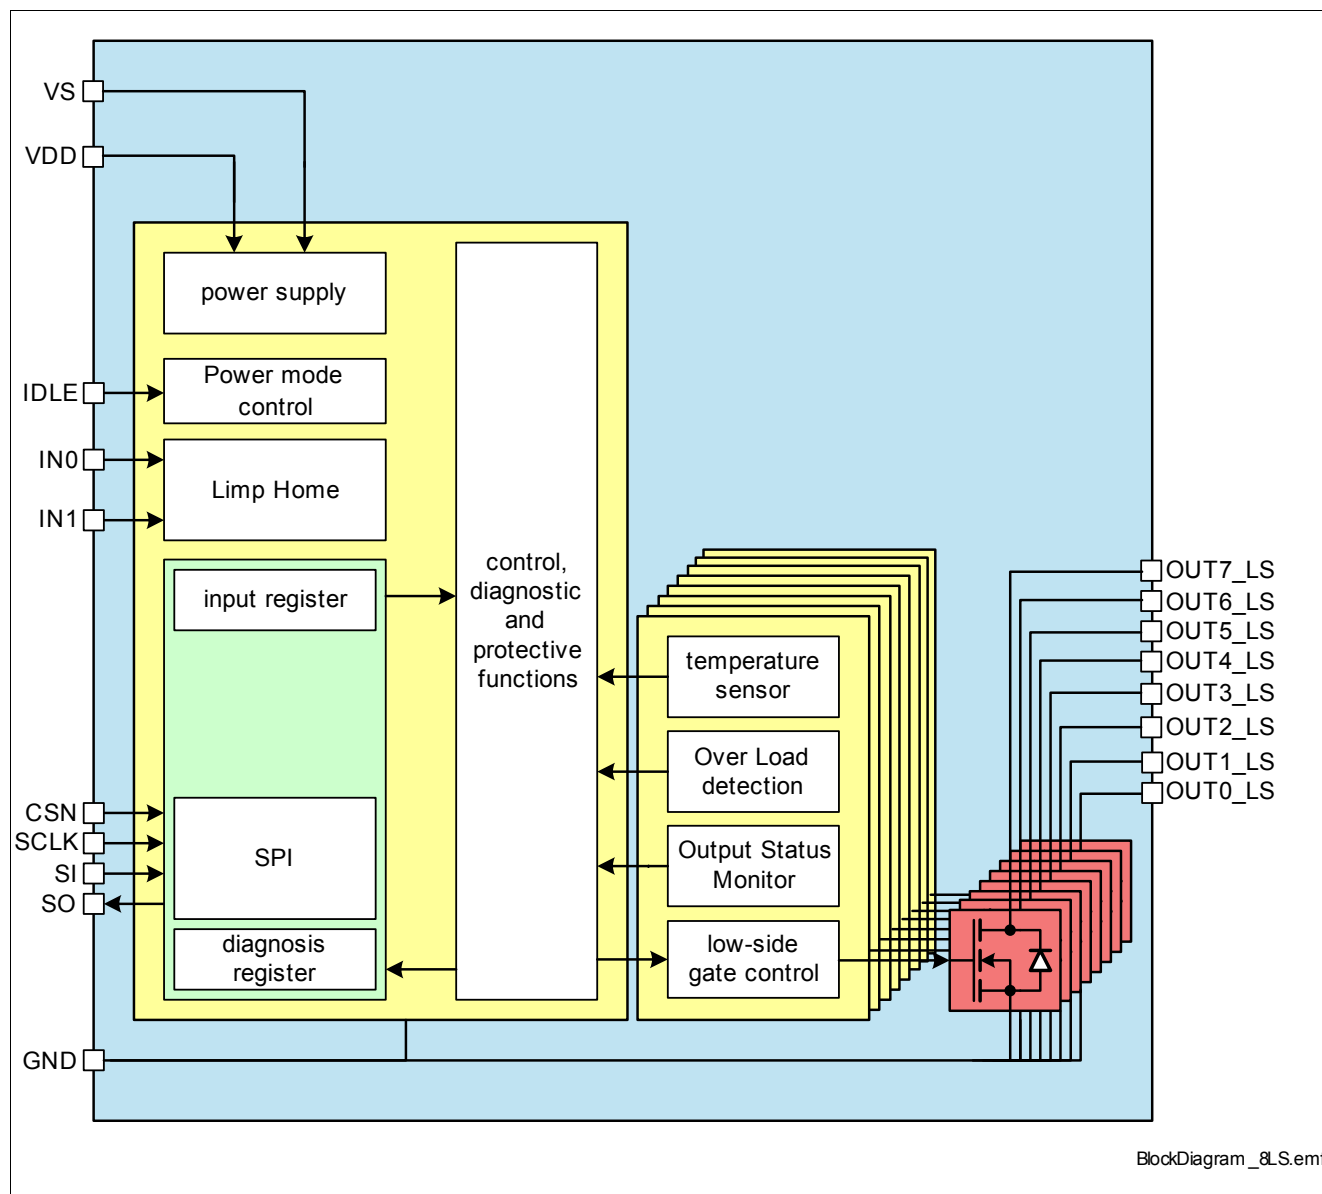 VS
VDD
power supply
IDLE
Power mode
control
IN0
Limp Home
IN1
input register
control,
diagnostic
and
protective
functions
temperature
sensor
Over Load
detection
Output Status
Monitor
low-side
gate control
CSN
SCLK
SI
SO
SPI
diagnosis
register
GND
OUT7_LS
OUT6_LS
OUT5_LS
OUT4_LS
OUT3_LS
OUT2_LS
OUT1_LS
OUT0_LS
BlockDiagram_8LS.emf